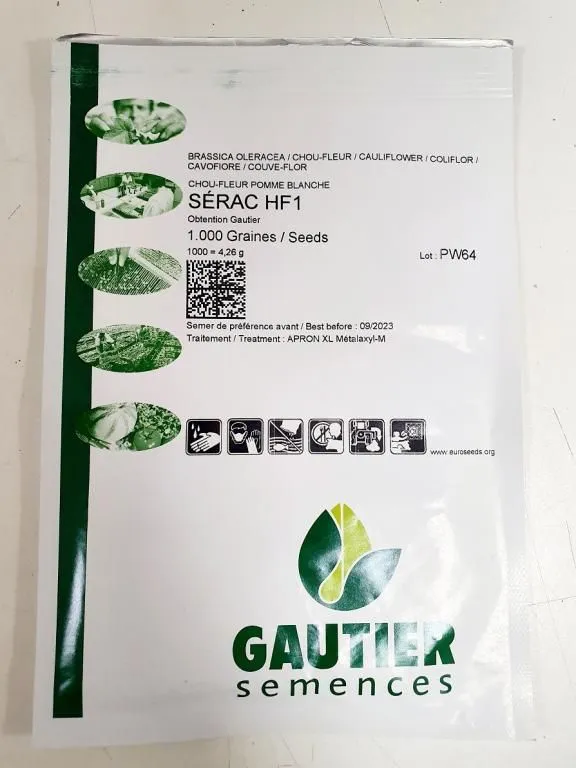 BRASSICA OLERACEA / CHOU-FLEUR / CAULIFLOWER / COLIFLOR /
CAVOFIORE / COUVE-FLOR
CHOU-FLEUR POMME BLANCHE
SÉRAC HF1
Obtention Gautier
1.000 Graines / Seeds
1000 = 4,26 g
Lot : PW64
Semer de préférence avant / Best before : 09/2023
Traitement / Treatment : APRON XL Métalaxyl-M
www.euroseeds.org
GAUTIER
semences